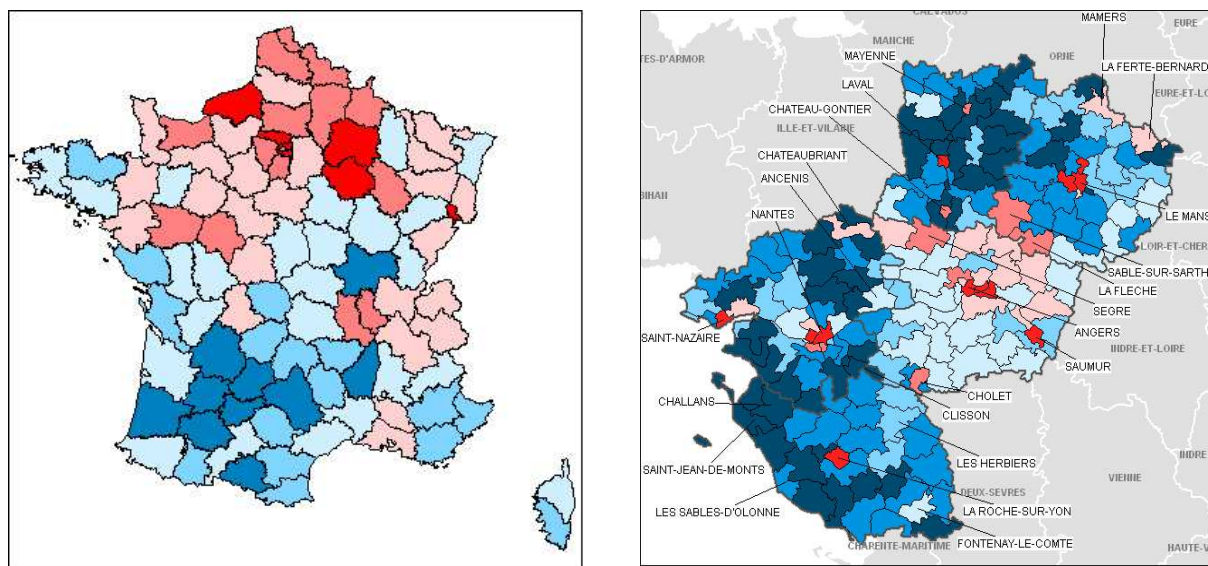 CALVADOS
MAMERS
EURE
MANCHE
ORNE
TES-D'ARMOR
MAYENNE
LA FERTE-BERNARD
LAVAL
EURE-ET-LO
CHATEAU-GONTIER
ILLE-ET-VILAINE
CHATEAUBRIANT
ANCENIS
BIHAN
NANTES
LE MANS
LOIR-ET-CHER
SABLE-SUR-SARTH
LA FLECHE
SEGRE
SAINT-NAZAIRE
ANGERS
INDRE-ET-LOIRE
SAUMUR
CHALLANS
CHOLET
CLISSON
SAINT-JEAN-DE-MONTS
LES HERBIERS
INDRE
VIENNE
LES SABLES-D'OLONNE
DEUX-SEVRES
LA ROCHE-SUR-YON
FONTENAY-LE-COMTE
CHARENTE-MARITIME
HAUTE-V